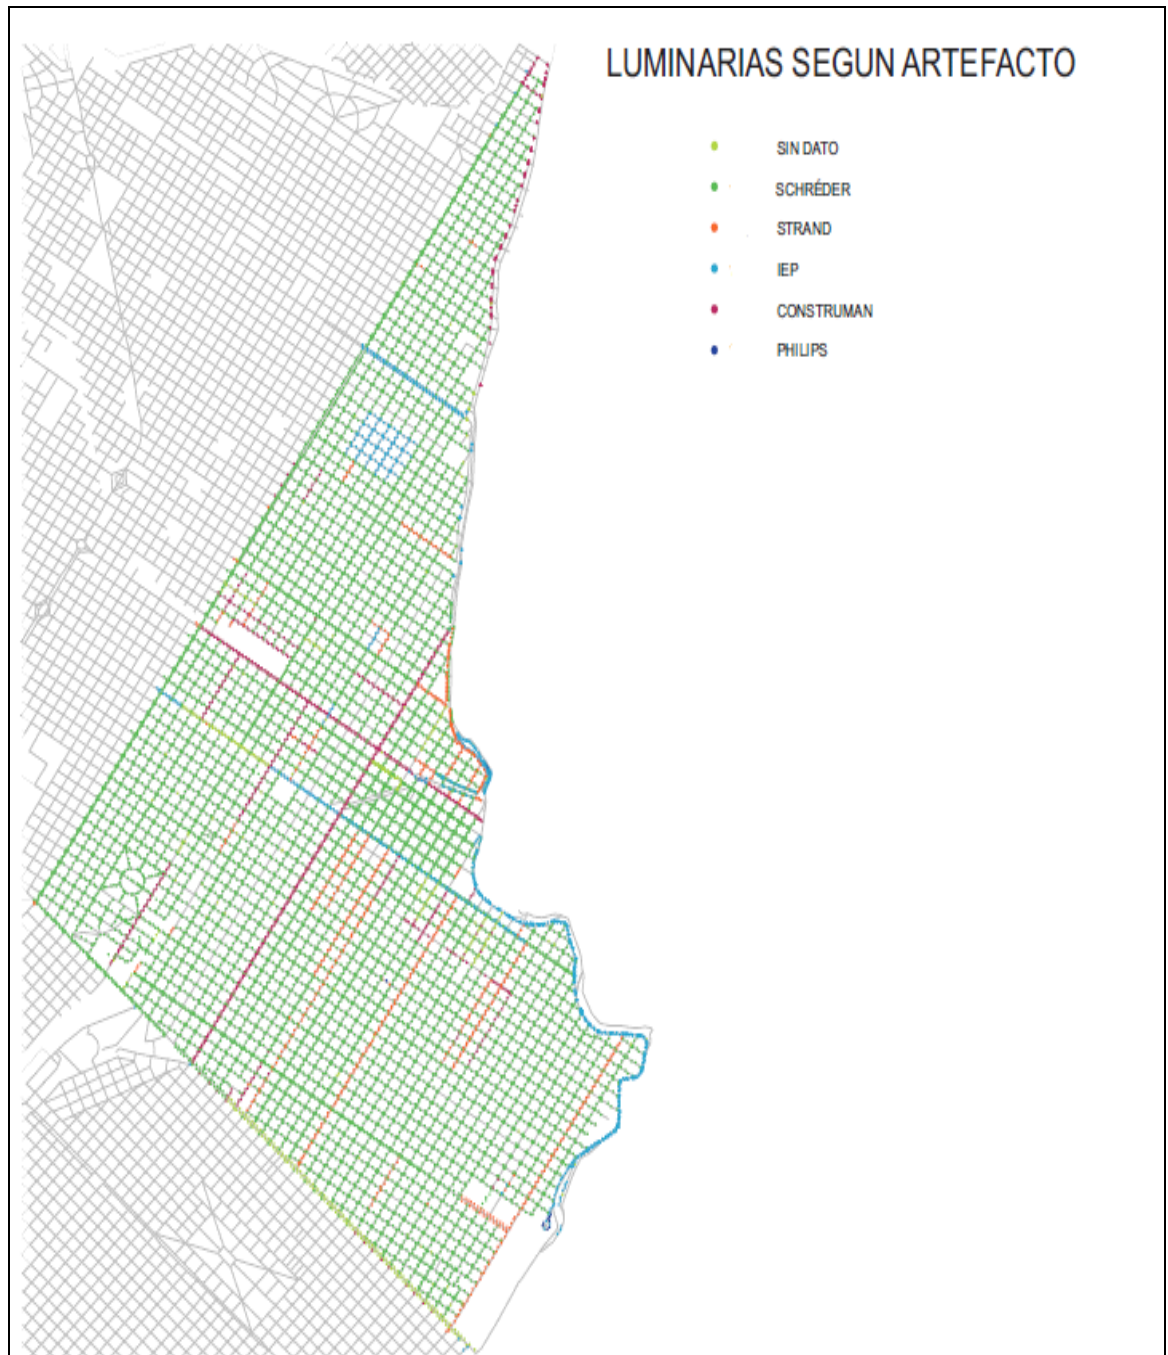 LUMINARIAS SEGUN ARTEFACTO
SIN DATO
SCHRÉDER
STRAND
IEP
CONSTRUMAN
PHILIPS